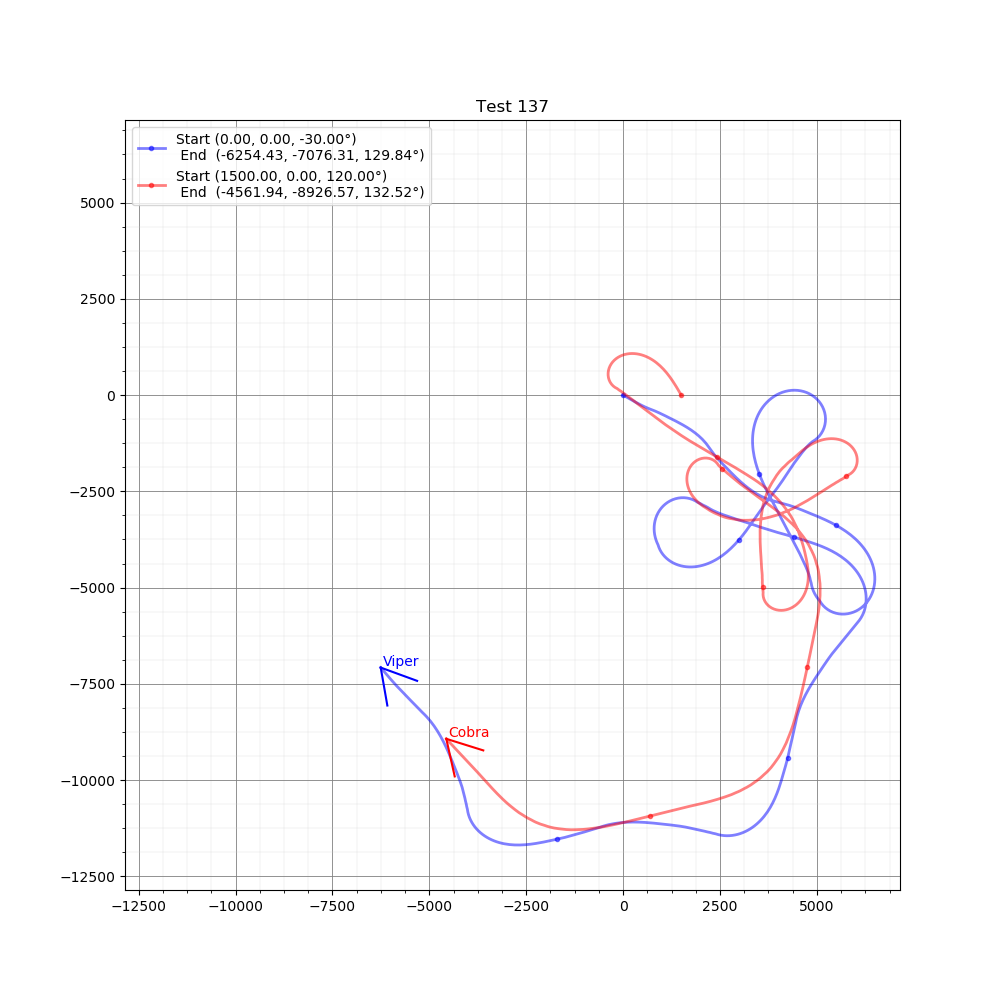 Test 137
Start (0.00, 0.00, -30.00°)
End (-6254.43, -7076.31, 129.84°)
Start (1500.00, 0.00, 120.00°)
End (-4561.94, -8926.57, 132.52°)
5000
2500
0
−2500
−5000
−7500
−10000
−12500
Viper
Cobra
−12500 −10000 −7500 −5000 −2500 0 2500 5000